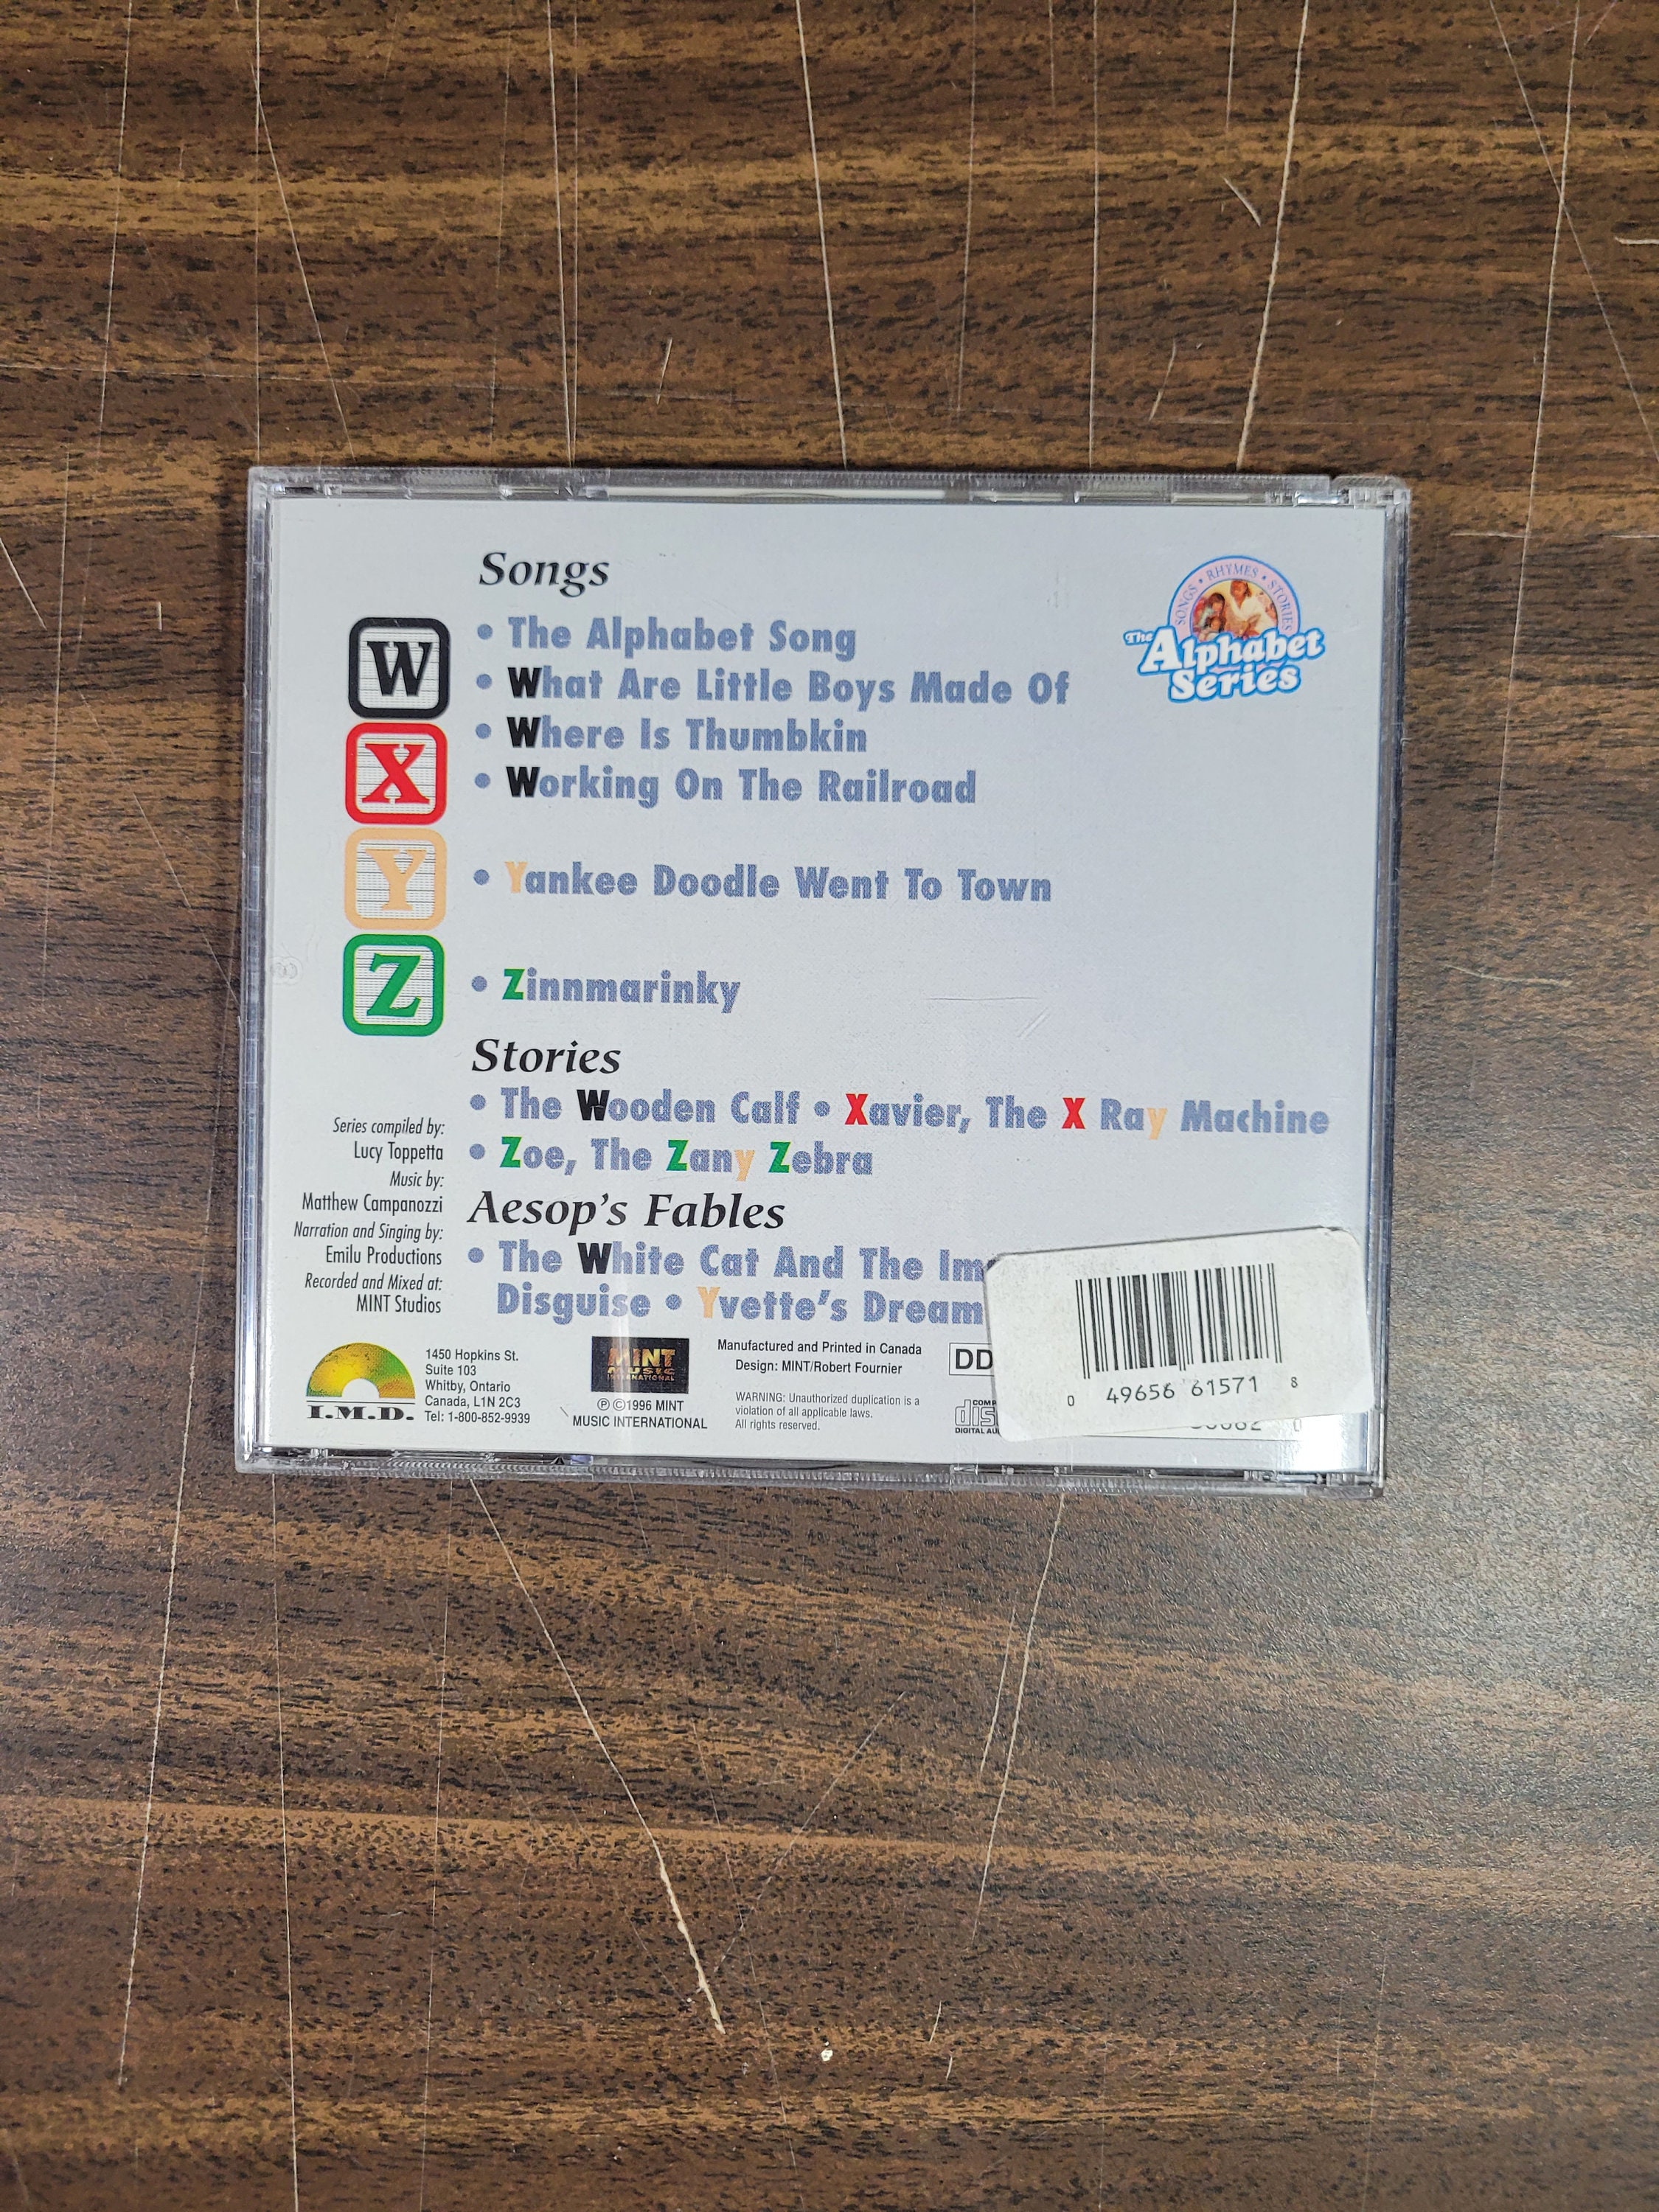 Songs
W
• The Alphabet Song
• What Are Little Boys Made Of
X
• Where Is Thumbkin
• Working On The Railroad
Y
• Yankee Doodle Went To Town
Z
• Zinnmarinky
SONGS • RHYMES • STORIES
The Alphabet
Series
Stories
• The Wooden Calf • Xavier, The X Ray Machine
• Zoe, The Zany Zebra
Aesop's Fables
• The White Cat And The
Disguise • Yvette's Dream
Series compiled by:
Lucy Toppetta
Music by:
Matthew Campanozzi
Narration and Singing by:
Emilu Productions
Recorded and Mixed at:
MINT Studios
I.M.D.
1450 Hopkins St.
Suite 103
Whitby, Ontario
Canada, L1N 2C3
Tel: 1-800-852-9939
MINT
MUSIC
INTERNATIONAL
Ⓟ©1996 MINT
MUSIC INTERNATIONAL
Manufactured and Printed in Canada
Design: MINT/Robert Fournier
WARNING: Unauthorized duplication is a
violation of all applicable laws.
All rights reserved.
DIGITAL
0 49656 61571 8